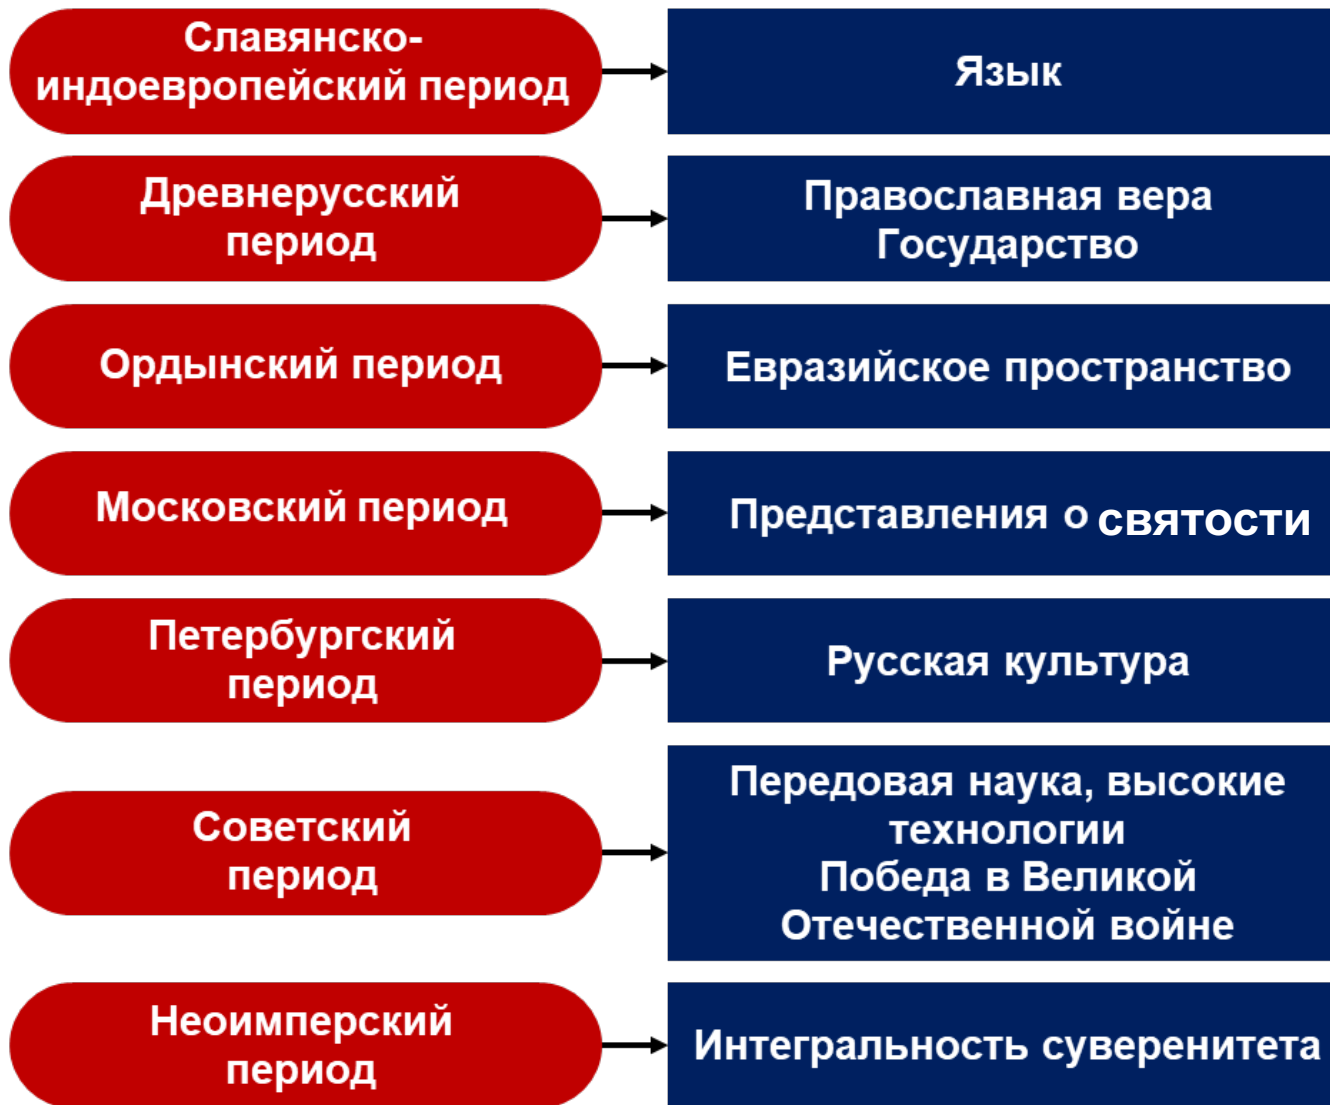 Славянско-
индоевропейский период
Язык
Древнерусский
период
Православная вера
Государство
Ордынский период
Евразийское пространство
Московский период
Представления о святости
Петербургский
период
Русская культура
Советский
период
Передовая наука, высокие
технологии
Победа в Великой
Отечественной войне
Неоимперский
период
Интегральность суверенитета